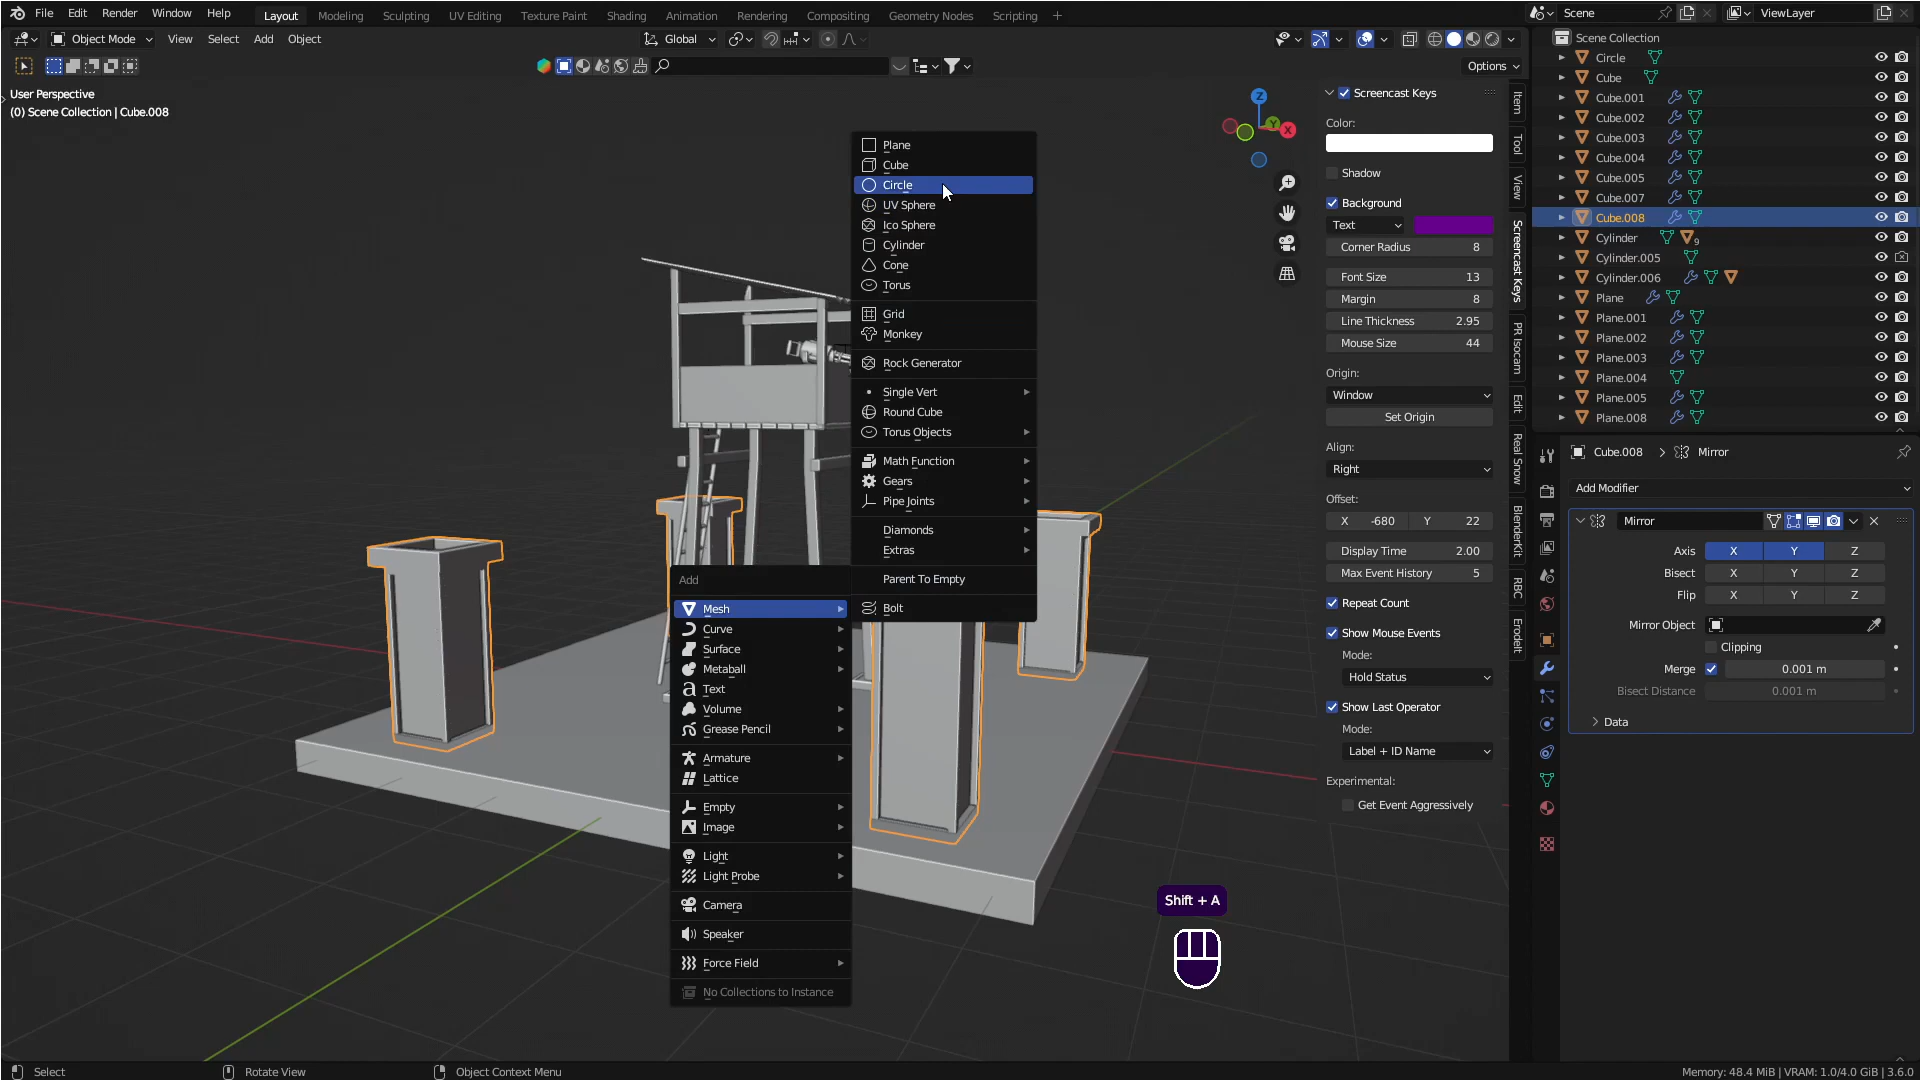 File Edit Render Window Help Layout Modeling Sculpting UV Editing Texture Paint Shading Animation Rendering Compositing Geometry Nodes Scripting + Scene ViewLayer
Object Mode View Select Add Object Global
Options
User Perspective
(0) Scene Collection | Cube.008
Z
Y
X
Plane
Cube
Circle
UV Sphere
Ico Sphere
Cylinder
Cone
Torus
Grid
Monkey
Rock Generator
Single Vert
Round Cube
Torus Objects
Math Function
Gears
Pipe Joints
Diamonds
Extras
Parent To Empty
Bolt
Add
Mesh
Curve
Surface
Metaball
Text
Volume
Grease Pencil
Armature
Lattice
Empty
Image
Light
Light Probe
Camera
Speaker
Force Field
No Collections to Instance
Shift + A
Screencast Keys
Color:
Shadow
Background
Text
Corner Radius 8
Font Size 13
Margin 8
Line Thickness 2.95
Mouse Size 44
Origin:
Window
Set Origin
Align:
Right
Offset:
X -680 Y 22
Display Time 2.00
Max Event History 5
Repeat Count
Show Mouse Events
Mode:
Hold Status
Show Last Operator
Mode:
Label + ID Name
Experimental:
Get Event Aggressively
Item
Tool
View
Screencast Keys
PR Isocam
Edit
Real Snow
BlenderKit
RBC
Erodelt
Scene Collection
Circle
Cube
Cube.001
Cube.002
Cube.003
Cube.004
Cube.005
Cube.007
Cube.008
Cylinder 9
Cylinder.005
Cylinder.006
Plane
Plane.001
Plane.002
Plane.003
Plane.004
Plane.005
Plane.008
Cube.008 > Mirror
Add Modifier
Mirror
Axis X Y Z
Bisect X Y Z
Flip X Y Z
Mirror Object
Clipping
Merge 0.001 m
Bisect Distance 0.001 m
Data
Select Rotate View Object Context Menu Memory: 48.4 MiB | VRAM: 1.0/4.0 GiB | 3.6.0